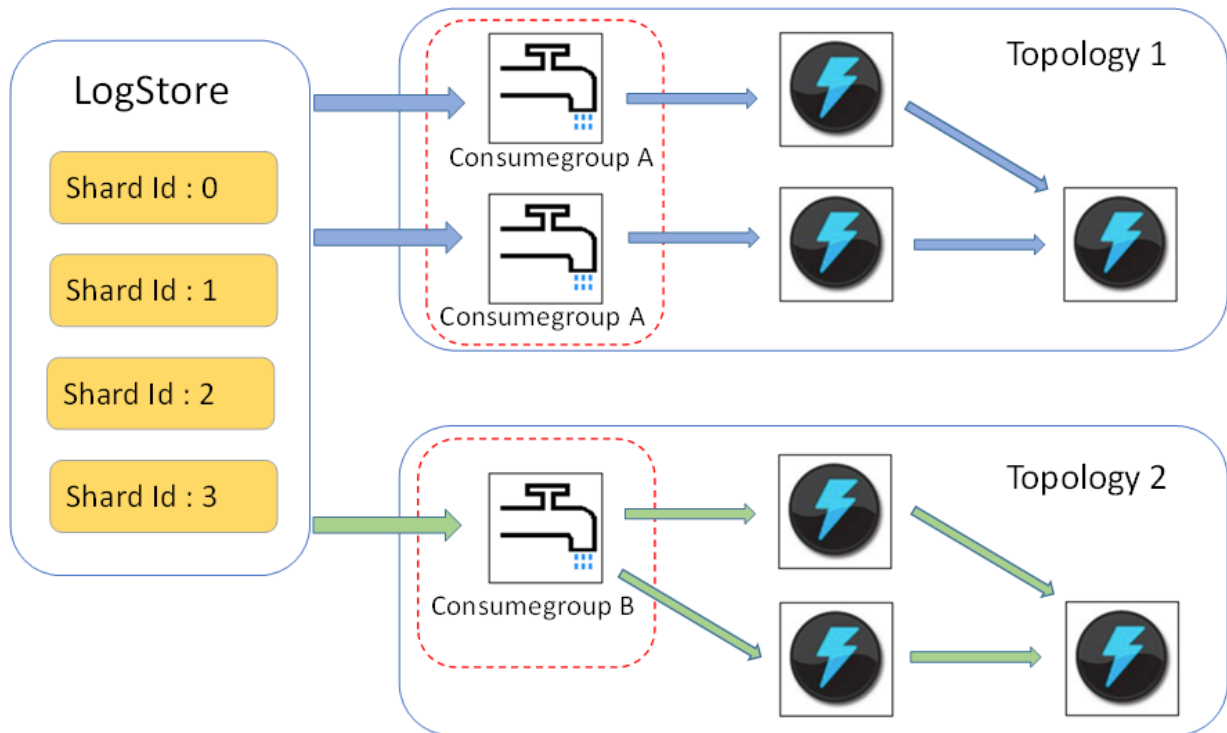 LogStore
Shard Id : 0
Shard Id : 1
Shard Id : 2
Shard Id : 3
Topology 1
Consumegroup A
Consumegroup A
Topology 2
Consumegroup B